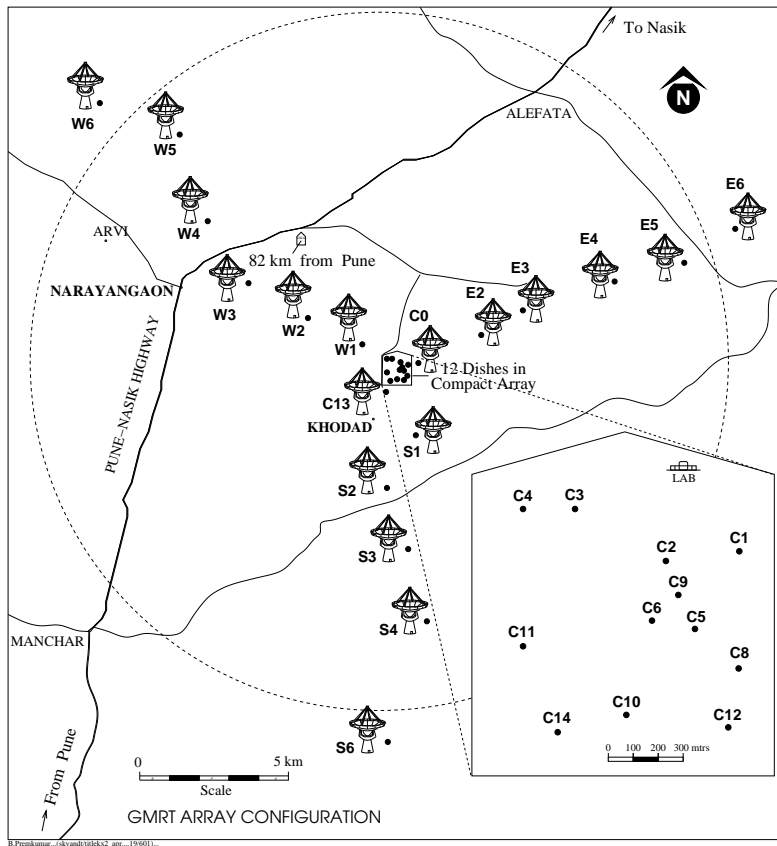 To Nasik
N
ALEFATA
W6
W5
E6
W4
E5
ARVI
E4
82 km from Pune
E3
NARAYANGAON
W3
W2
E2
W1
C0
12 Dishes in
Compact Array
C13
KHODAD
S1
PUNE-NASIK HIGHWAY
S2
LAB
C4
C3
C1
C2
S3
C9
C6
C5
S4
MANCHAR
C11
C8
C10
C14
C12
S6
0 100 200 300 mtrs
0 5 km
Scale
From Pune
GMRT ARRAY CONFIGURATION